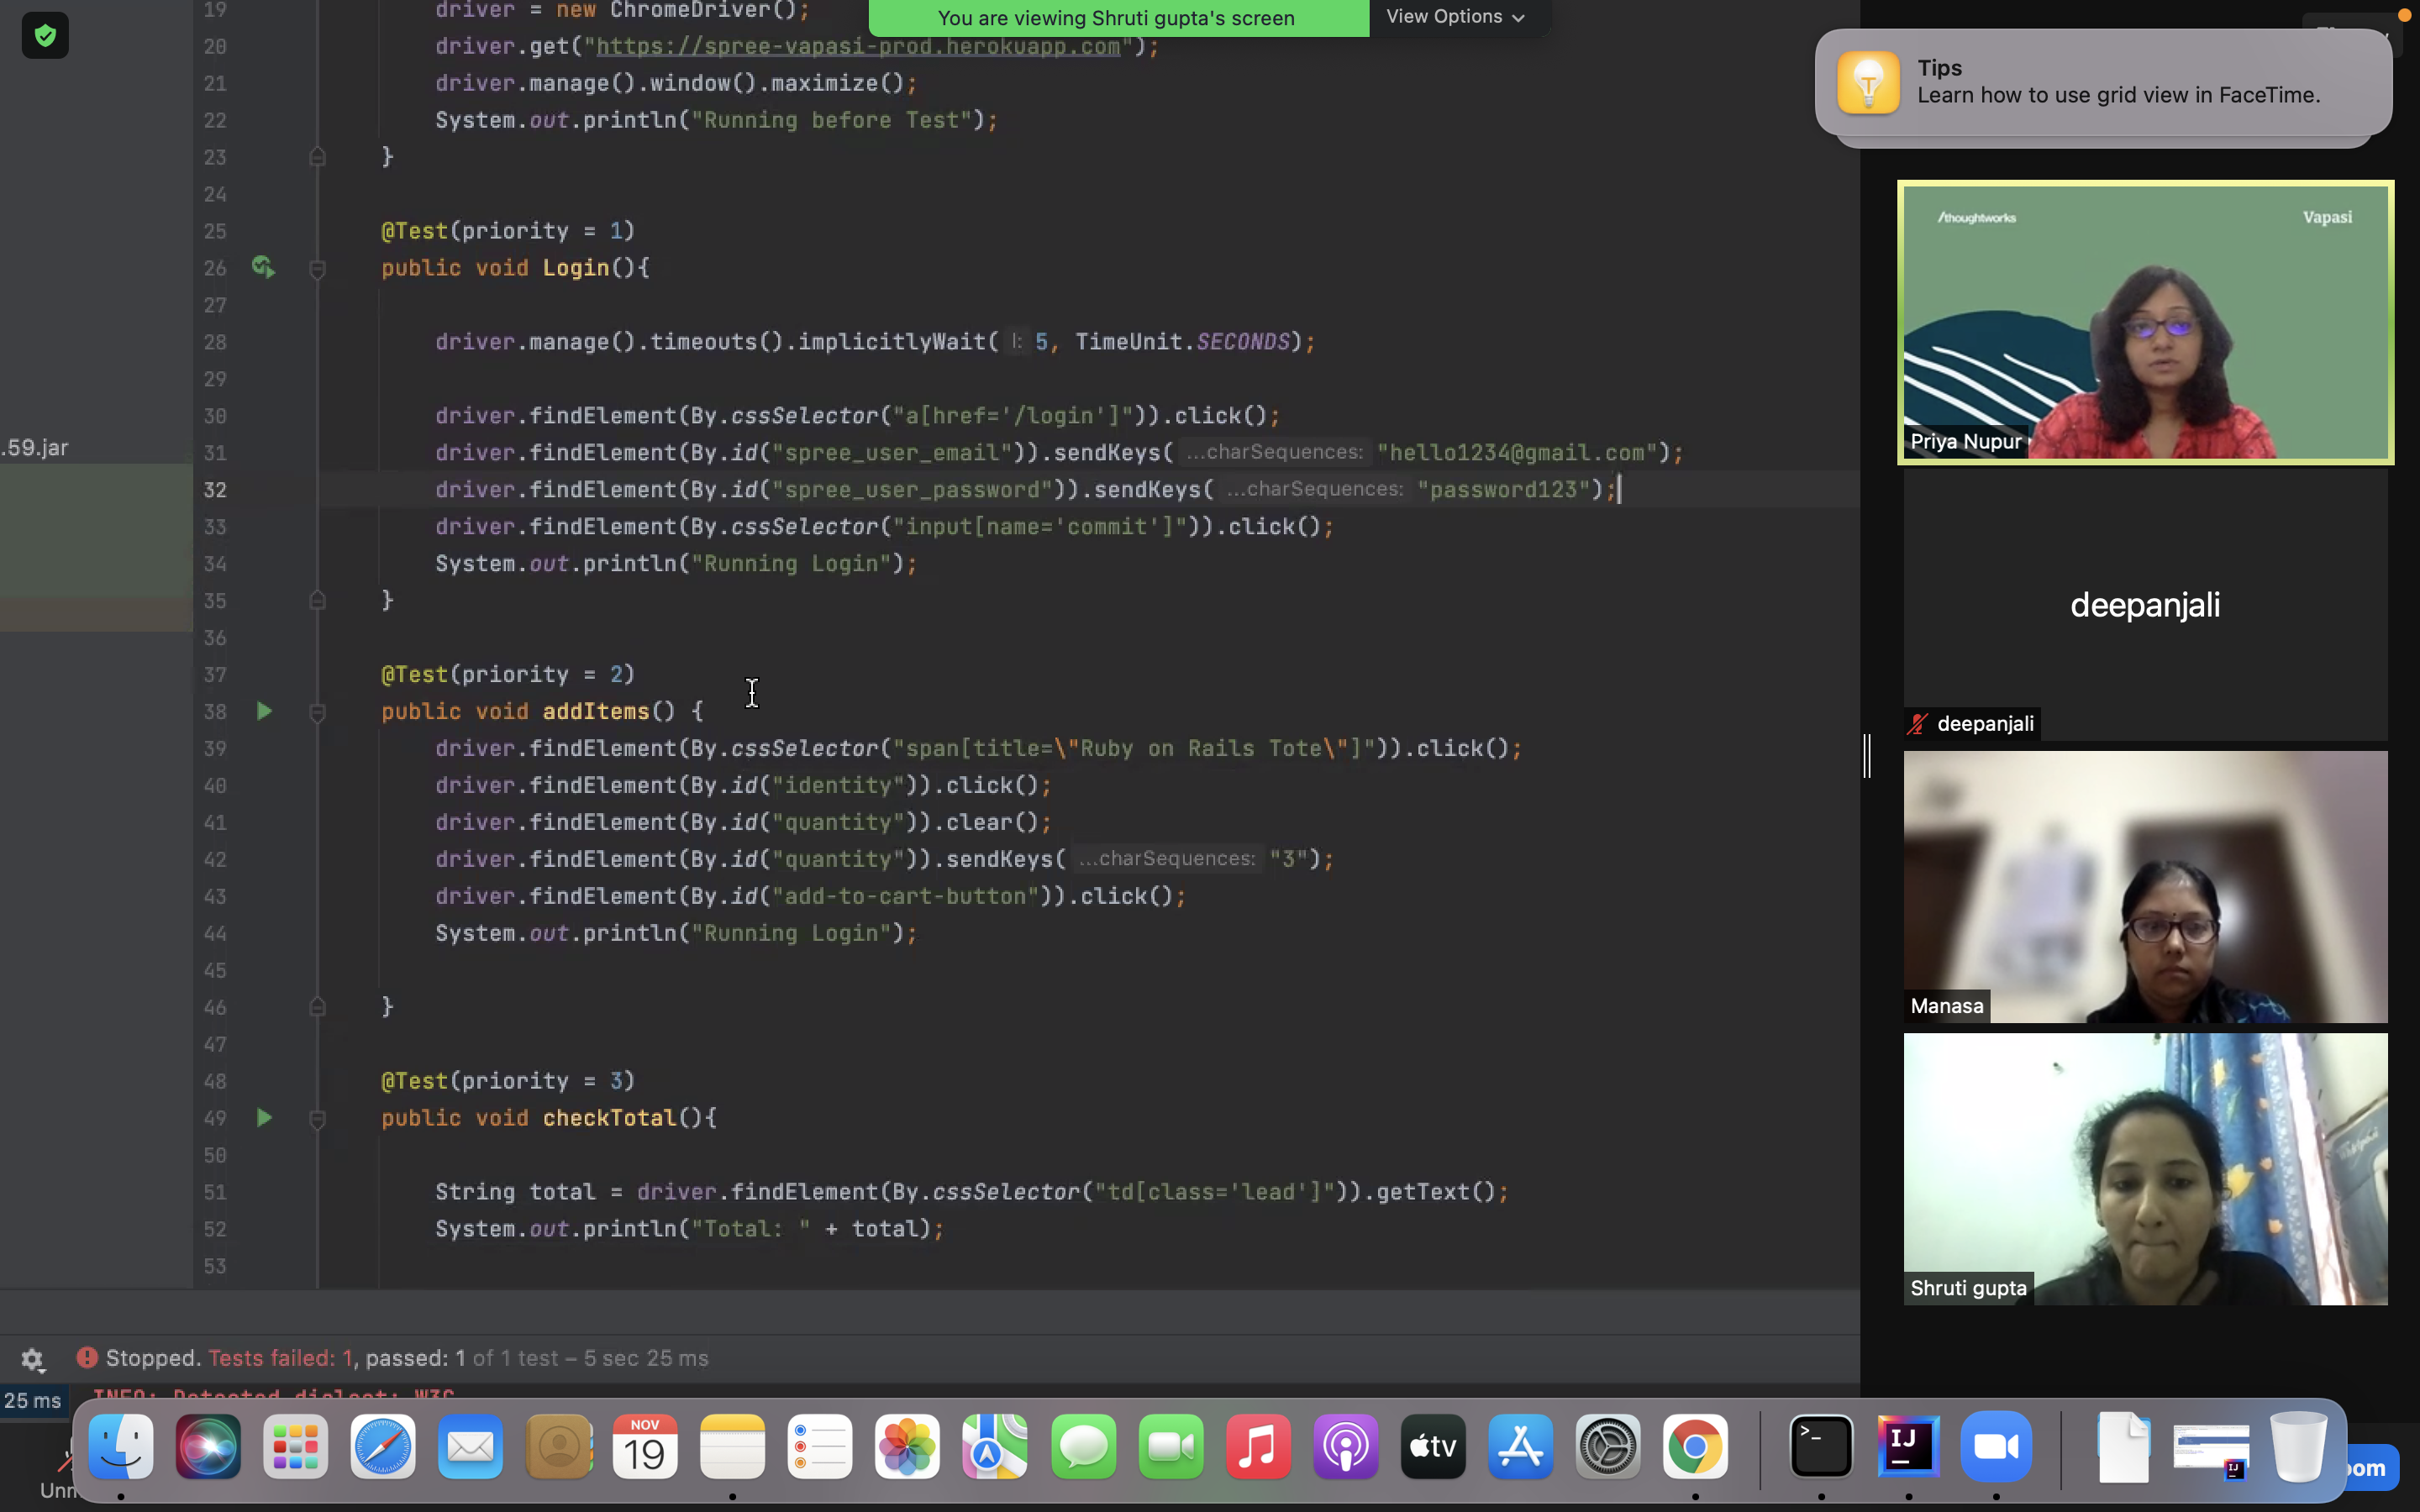 You are viewing Shruti gupta's screen
View Options
Tips
Learn how to use grid view in FaceTime.
19 driver = new ChromeDriver();
20 driver.get("https://spree-vapasi-prod.herokuapp.com");
21 driver.manage().window().maximize();
22 System.out.println("Running before Test");
23 }
24
25 @Test(priority = 1)
26 public void Login(){
27
28 driver.manage().timeouts().implicitlyWait( l: 5, TimeUnit.SECONDS);
29
30 driver.findElement(By.cssSelector("a[href='/login']")).click();
31 driver.findElement(By.id("spree_user_email")).sendKeys( ...charSequences: "hello1234@gmail.com");
32 driver.findElement(By.id("spree_user_password")).sendKeys( ...charSequences: "password123");
33 driver.findElement(By.cssSelector("input[name='commit']")).click();
34 System.out.println("Running Login");
35 }
36
37 @Test(priority = 2)
38 public void addItems() {
39 driver.findElement(By.cssSelector("span[title=\"Ruby on Rails Tote\"]")).click();
40 driver.findElement(By.id("identity")).click();
41 driver.findElement(By.id("quantity")).clear();
42 driver.findElement(By.id("quantity")).sendKeys( ...charSequences: "3");
43 driver.findElement(By.id("add-to-cart-button")).click();
44 System.out.println("Running Login");
45
46 }
47
48 @Test(priority = 3)
49 public void checkTotal(){
50
51 String total = driver.findElement(By.cssSelector("td[class='lead']")).getText();
52 System.out.println("Total: " + total);
53
.59.jar
Stopped. Tests failed: 1, passed: 1 of 1 test – 5 sec 25 ms
25 ms
INFO: Detected dialect: W3C
/thoughtworks
Vapasi
Priya Nupur
deepanjali
deepanjali
Manasa
Shruti gupta
NOV
19
tv
>_
IJ
IJ